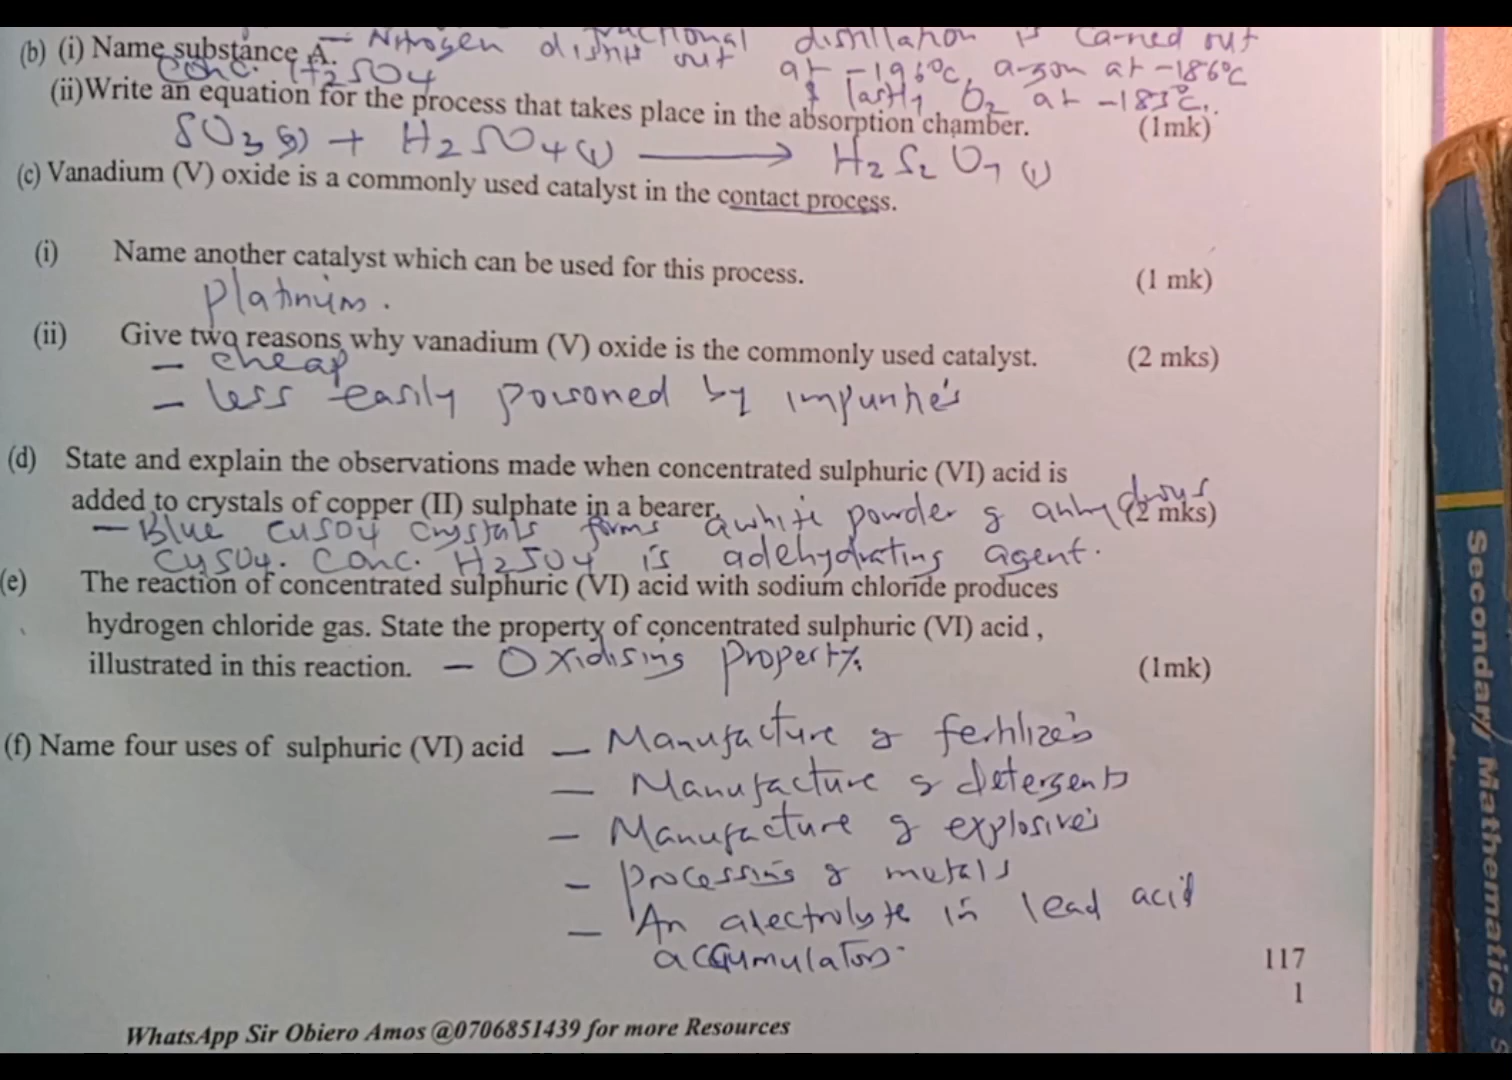 — Nitrogen distils out fractional distillation is carried out
(b) (i) Name substance A.
Conc. H2SO4 at -196°C, argon at -186°C
& lastly O2 at -183°C.
(ii)Write an equation for the process that takes place in the absorption chamber. (1mk)
SO3(g) + H2SO4(l) ⟶ H2S2O7(l)
(c) Vanadium (V) oxide is a commonly used catalyst in the contact process.
(i) Name another catalyst which can be used for this process. (1 mk)
Platinum.
(ii) Give two reasons why vanadium (V) oxide is the commonly used catalyst. (2 mks)
— cheap
— less easily poisoned by impurities
(d) State and explain the observations made when concentrated sulphuric (VI) acid is
added to crystals of copper (II) sulphate in a bearer. (2 mks)
— Blue CuSO4 crystals forms a white powder of anhydrous
CuSO4. Conc. H2SO4 is a dehydrating agent.
(e) The reaction of concentrated sulphuric (VI) acid with sodium chloride produces
hydrogen chloride gas. State the property of concentrated sulphuric (VI) acid ,
illustrated in this reaction. — Oxidising property. (1mk)
(f) Name four uses of sulphuric (VI) acid — Manufacture of fertilizers
— Manufacture of detergents
— Manufacture of explosives
— processing of metals
— An electrolyte in lead acid
accumulators.
117
1
WhatsApp Sir Obiero Amos @0706851439 for more Resources
Secondary Mathematics